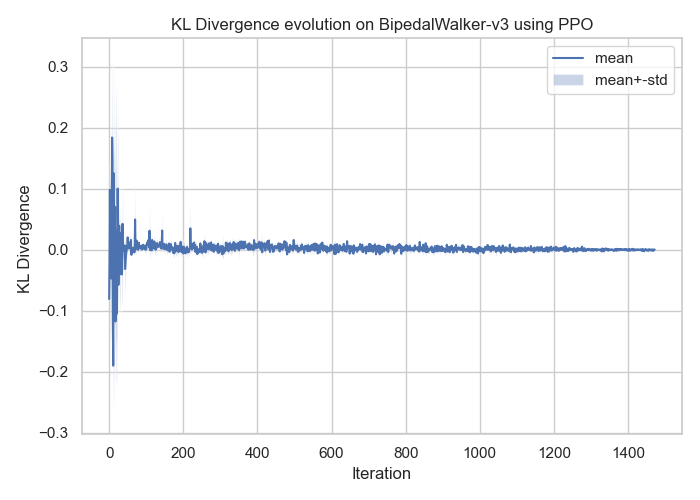 KL Divergence evolution on BipedalWalker-v3 using PPO
mean
mean+-std
KL Divergence
0.3
0.2
0.1
0.0
−0.1
−0.2
−0.3
0 200 400 600 800 1000 1200 1400
Iteration